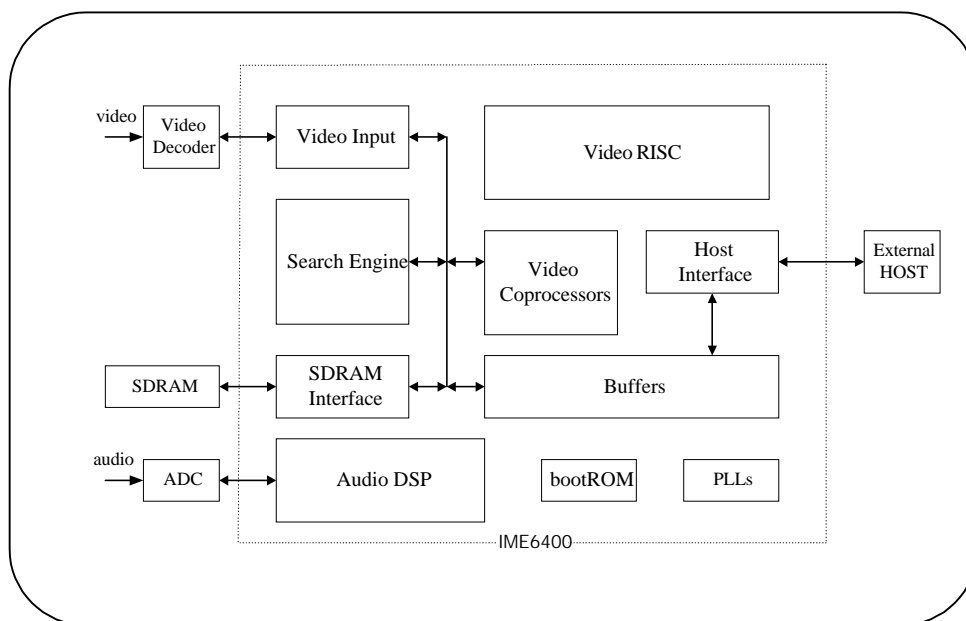 video
Video
Decoder
Video Input
Video RISC
Search Engine
Video
Coprocessors
Host
Interface
External
HOST
SDRAM
SDRAM
Interface
Buffers
audio
ADC
Audio DSP
bootROM
PLLs
IME6400